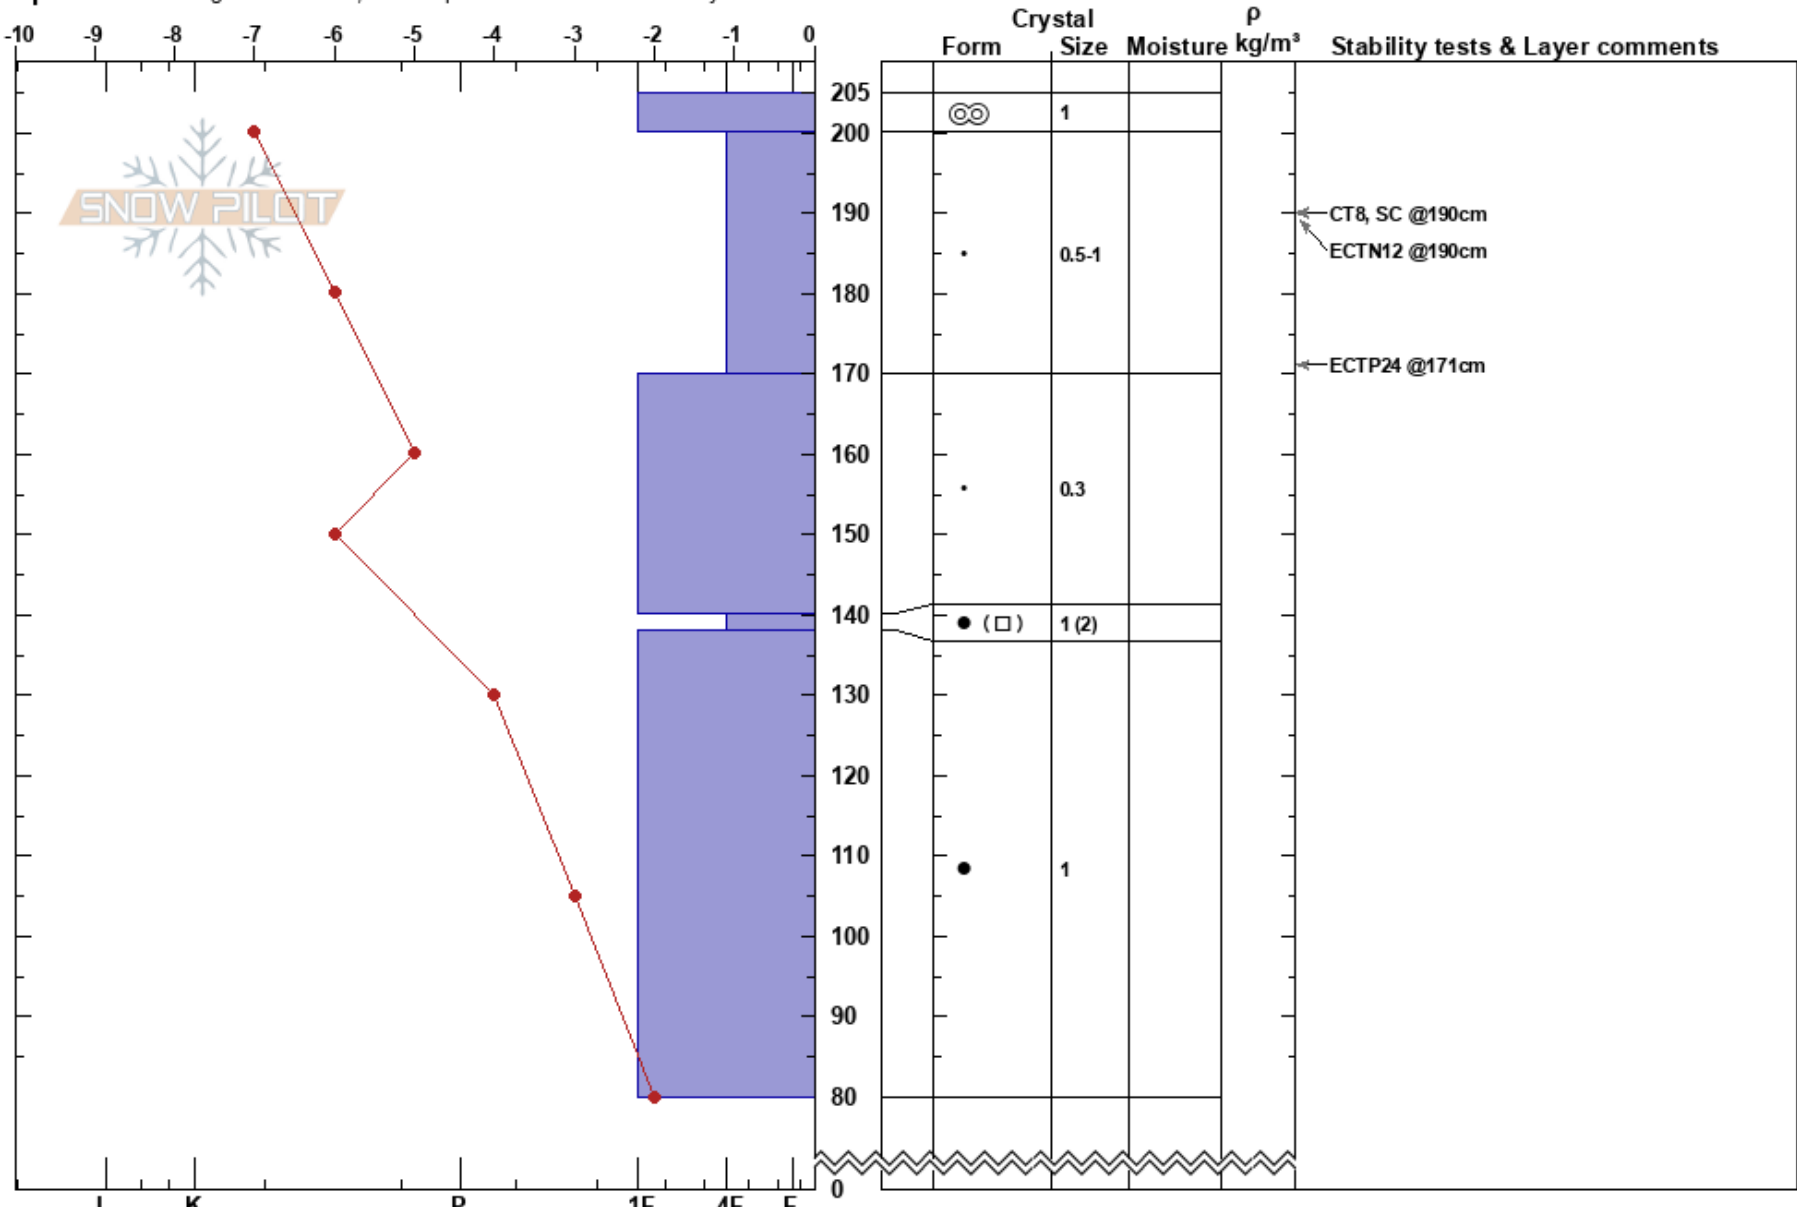 Crystal ρ
-10 -9 -8 -7 -6 -5 -4 -3 -2 -1 0 Form Size Moisture kg/m³ Stability tests & Layer comments
205
1
200
SNOW PILOT
190 CT8, SC @190cm
0.5-1 ECTN12 @190cm
180
170 ECTP24 @171cm
160
0.3
150
140 ( ) 1 (2)
130
120
110
1
100
90
80
0
I K P 1F 4F F